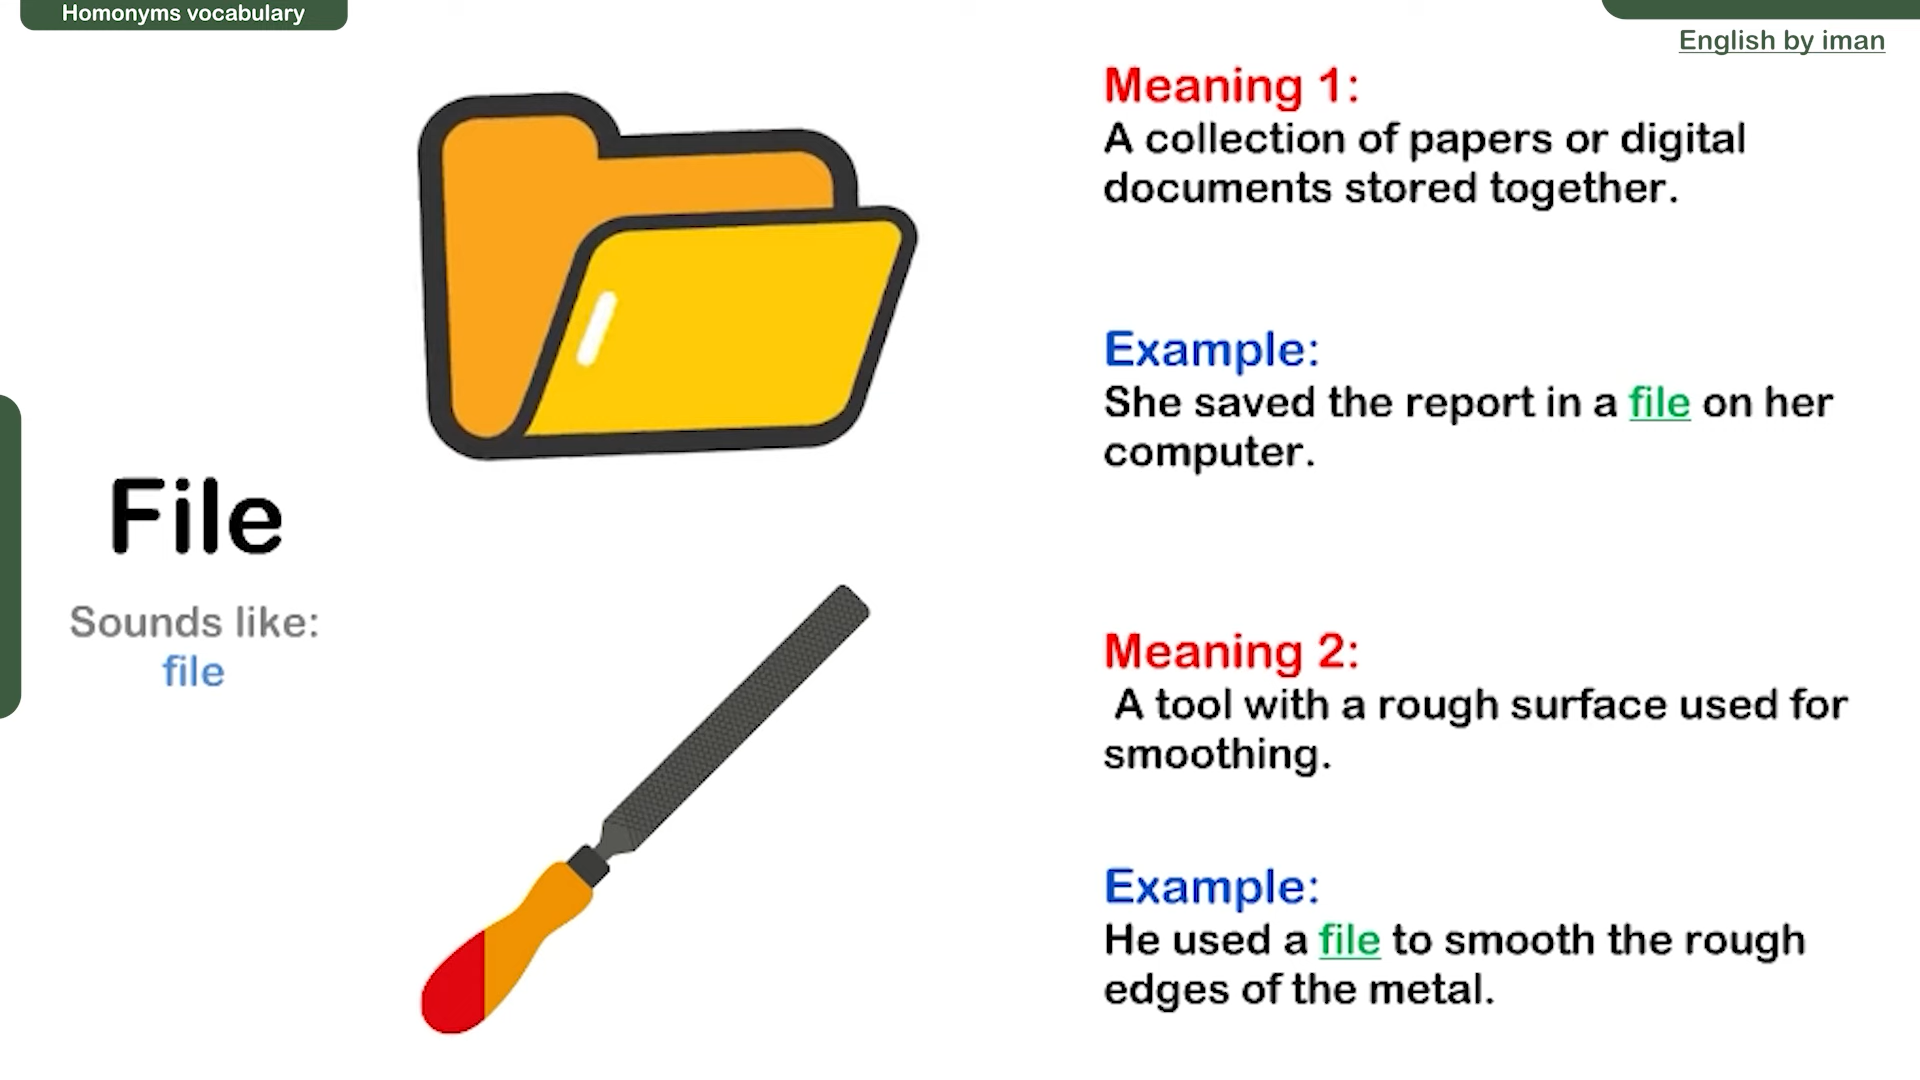 Homonyms vocabulary
English by iman
File
Sounds like:
file
Meaning 1:
A collection of papers or digital
documents stored together.
Example:
She saved the report in a file on her
computer.
Meaning 2:
A tool with a rough surface used for
smoothing.
Example:
He used a file to smooth the rough
edges of the metal.